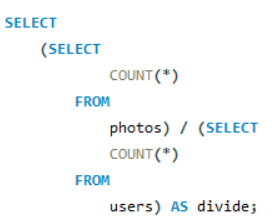 SELECT
(SELECT
COUNT(*)
FROM
photos) / (SELECT
COUNT(*)
FROM
users) AS divide;